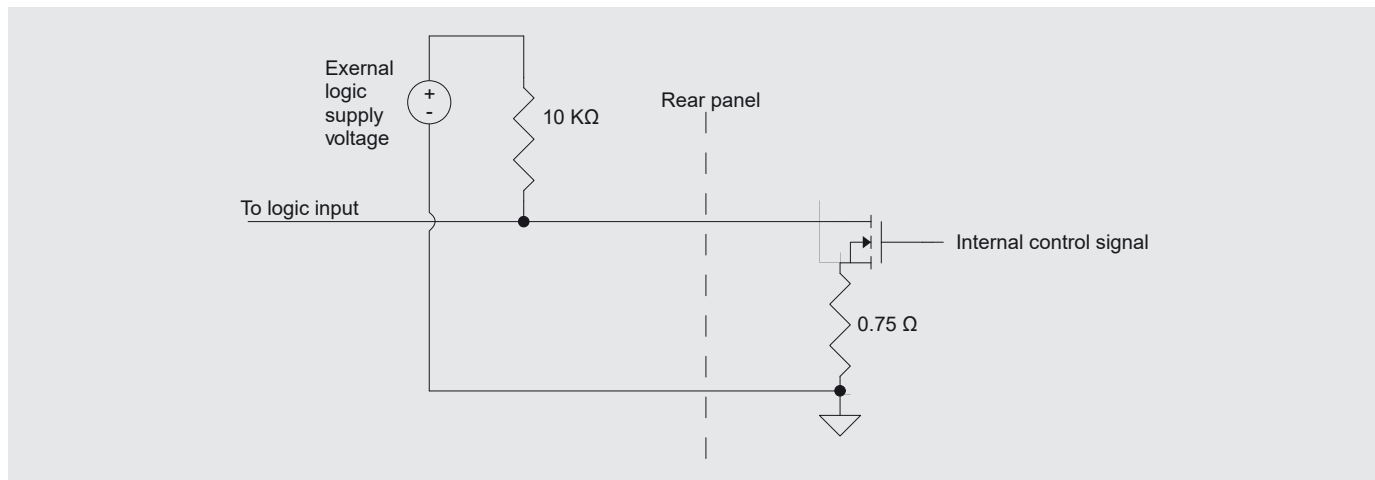 Exernal
logic
supply
voltage
+
-
10 KΩ
Rear panel
To logic input
Internal control signal
0.75 Ω